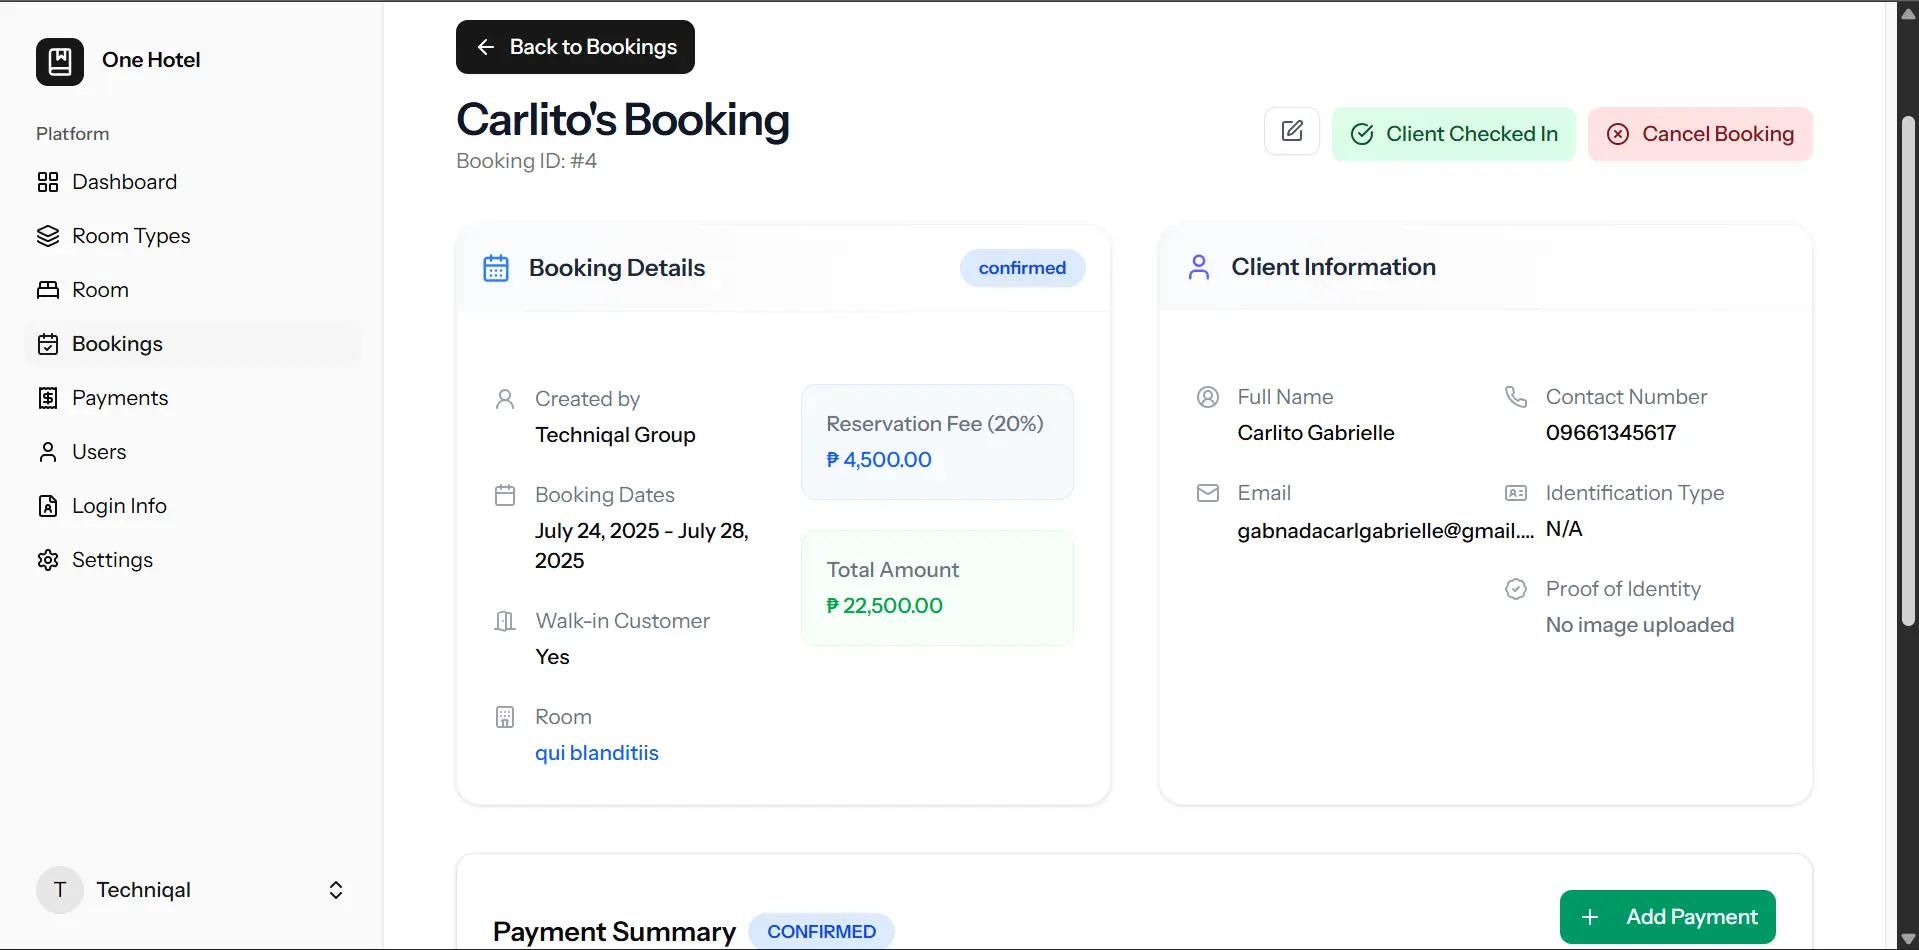 One Hotel
Platform
Dashboard
Room Types
Room
Bookings
Payments
Users
Login Info
Settings
T Techniqal
Back to Bookings
Carlito's Booking
Booking ID: #4
Client Checked In
Cancel Booking
Booking Details
confirmed
Created by
Techniqal Group
Booking Dates
July 24, 2025 - July 28,
2025
Walk-in Customer
Yes
Room
qui blanditiis
Reservation Fee (20%)
₱ 4,500.00
Total Amount
₱ 22,500.00
Client Information
Full Name
Carlito Gabrielle
Contact Number
09661345617
Email
gabnadacarlgabrielle@gmail....
Identification Type
N/A
Proof of Identity
No image uploaded
Payment Summary
CONFIRMED
Add Payment